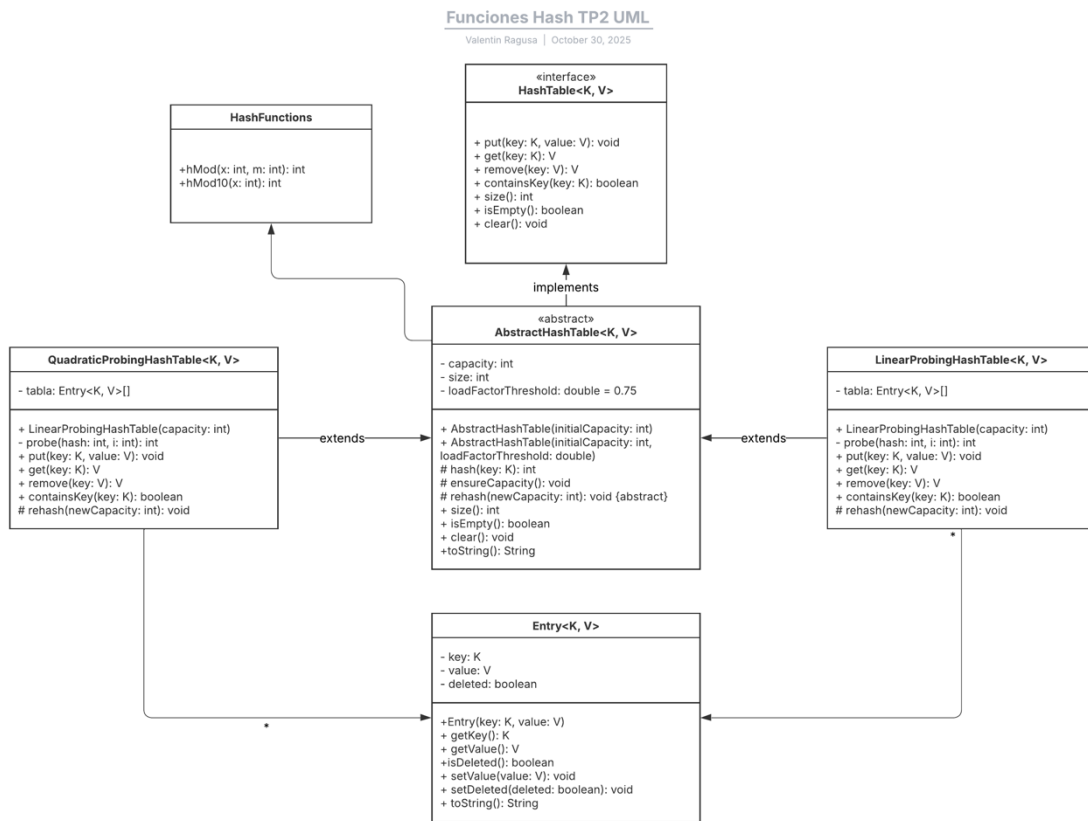 Funciones Hash TP2 UML
Valentin Ragusa | October 30, 2025
«interface»
HashTable<K, V>
+ put(key: K, value: V): void
+ get(key: K): V
+ remove(key: V): V
+ containsKey(key: K): boolean
+ size(): int
+ isEmpty(): boolean
+ clear(): void
HashFunctions
+hMod(x: int, m: int): int
+hMod10(x: int): int
implements
«abstract»
AbstractHashTable<K, V>
- capacity: int
- size: int
- loadFactorThreshold: double = 0.75
+ AbstractHashTable(initialCapacity: int)
+ AbstractHashTable(initialCapacity: int,
loadFactorThreshold: double)
# hash(key: K): int
# ensureCapacity(): void
# rehash(newCapacity: int): void {abstract}
+ size(): int
+ isEmpty(): boolean
+ clear(): void
+toString(): String
QuadraticProbingHashTable<K, V>
- tabla: Entry<K, V>[]
+ LinearProbingHashTable(capacity: int)
- probe(hash: int, i: int): int
+ put(key: K, value: V): void
+ get(key: K): V
+ remove(key: V): V
+ containsKey(key: K): boolean
# rehash(newCapacity: int): void
extends
extends
LinearProbingHashTable<K, V>
- tabla: Entry<K, V>[]
+ LinearProbingHashTable(capacity: int)
- probe(hash: int, i: int): int
+ put(key: K, value: V): void
+ get(key: K): V
+ remove(key: V): V
+ containsKey(key: K): boolean
# rehash(newCapacity: int): void
*
*
Entry<K, V>
- key: K
- value: V
- deleted: boolean
+Entry(key: K, value: V)
+ getKey(): K
+ getValue(): V
+isDeleted(): boolean
+ setValue(value: V): void
+ setDeleted(deleted: boolean): void
+ toString(): String